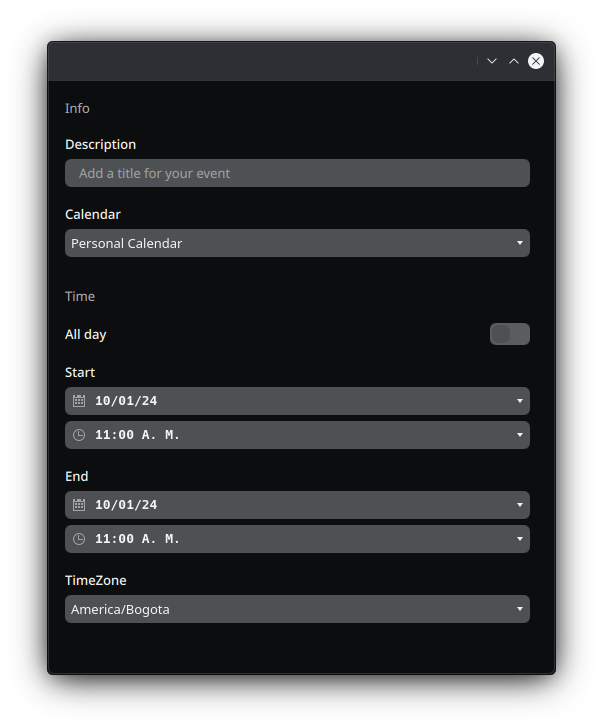 Info
Description
Add a title for your event
Calendar
Personal Calendar
Time
All day
Start
10/01/24
11:00 A. M.
End
10/01/24
11:00 A. M.
TimeZone
America/Bogota